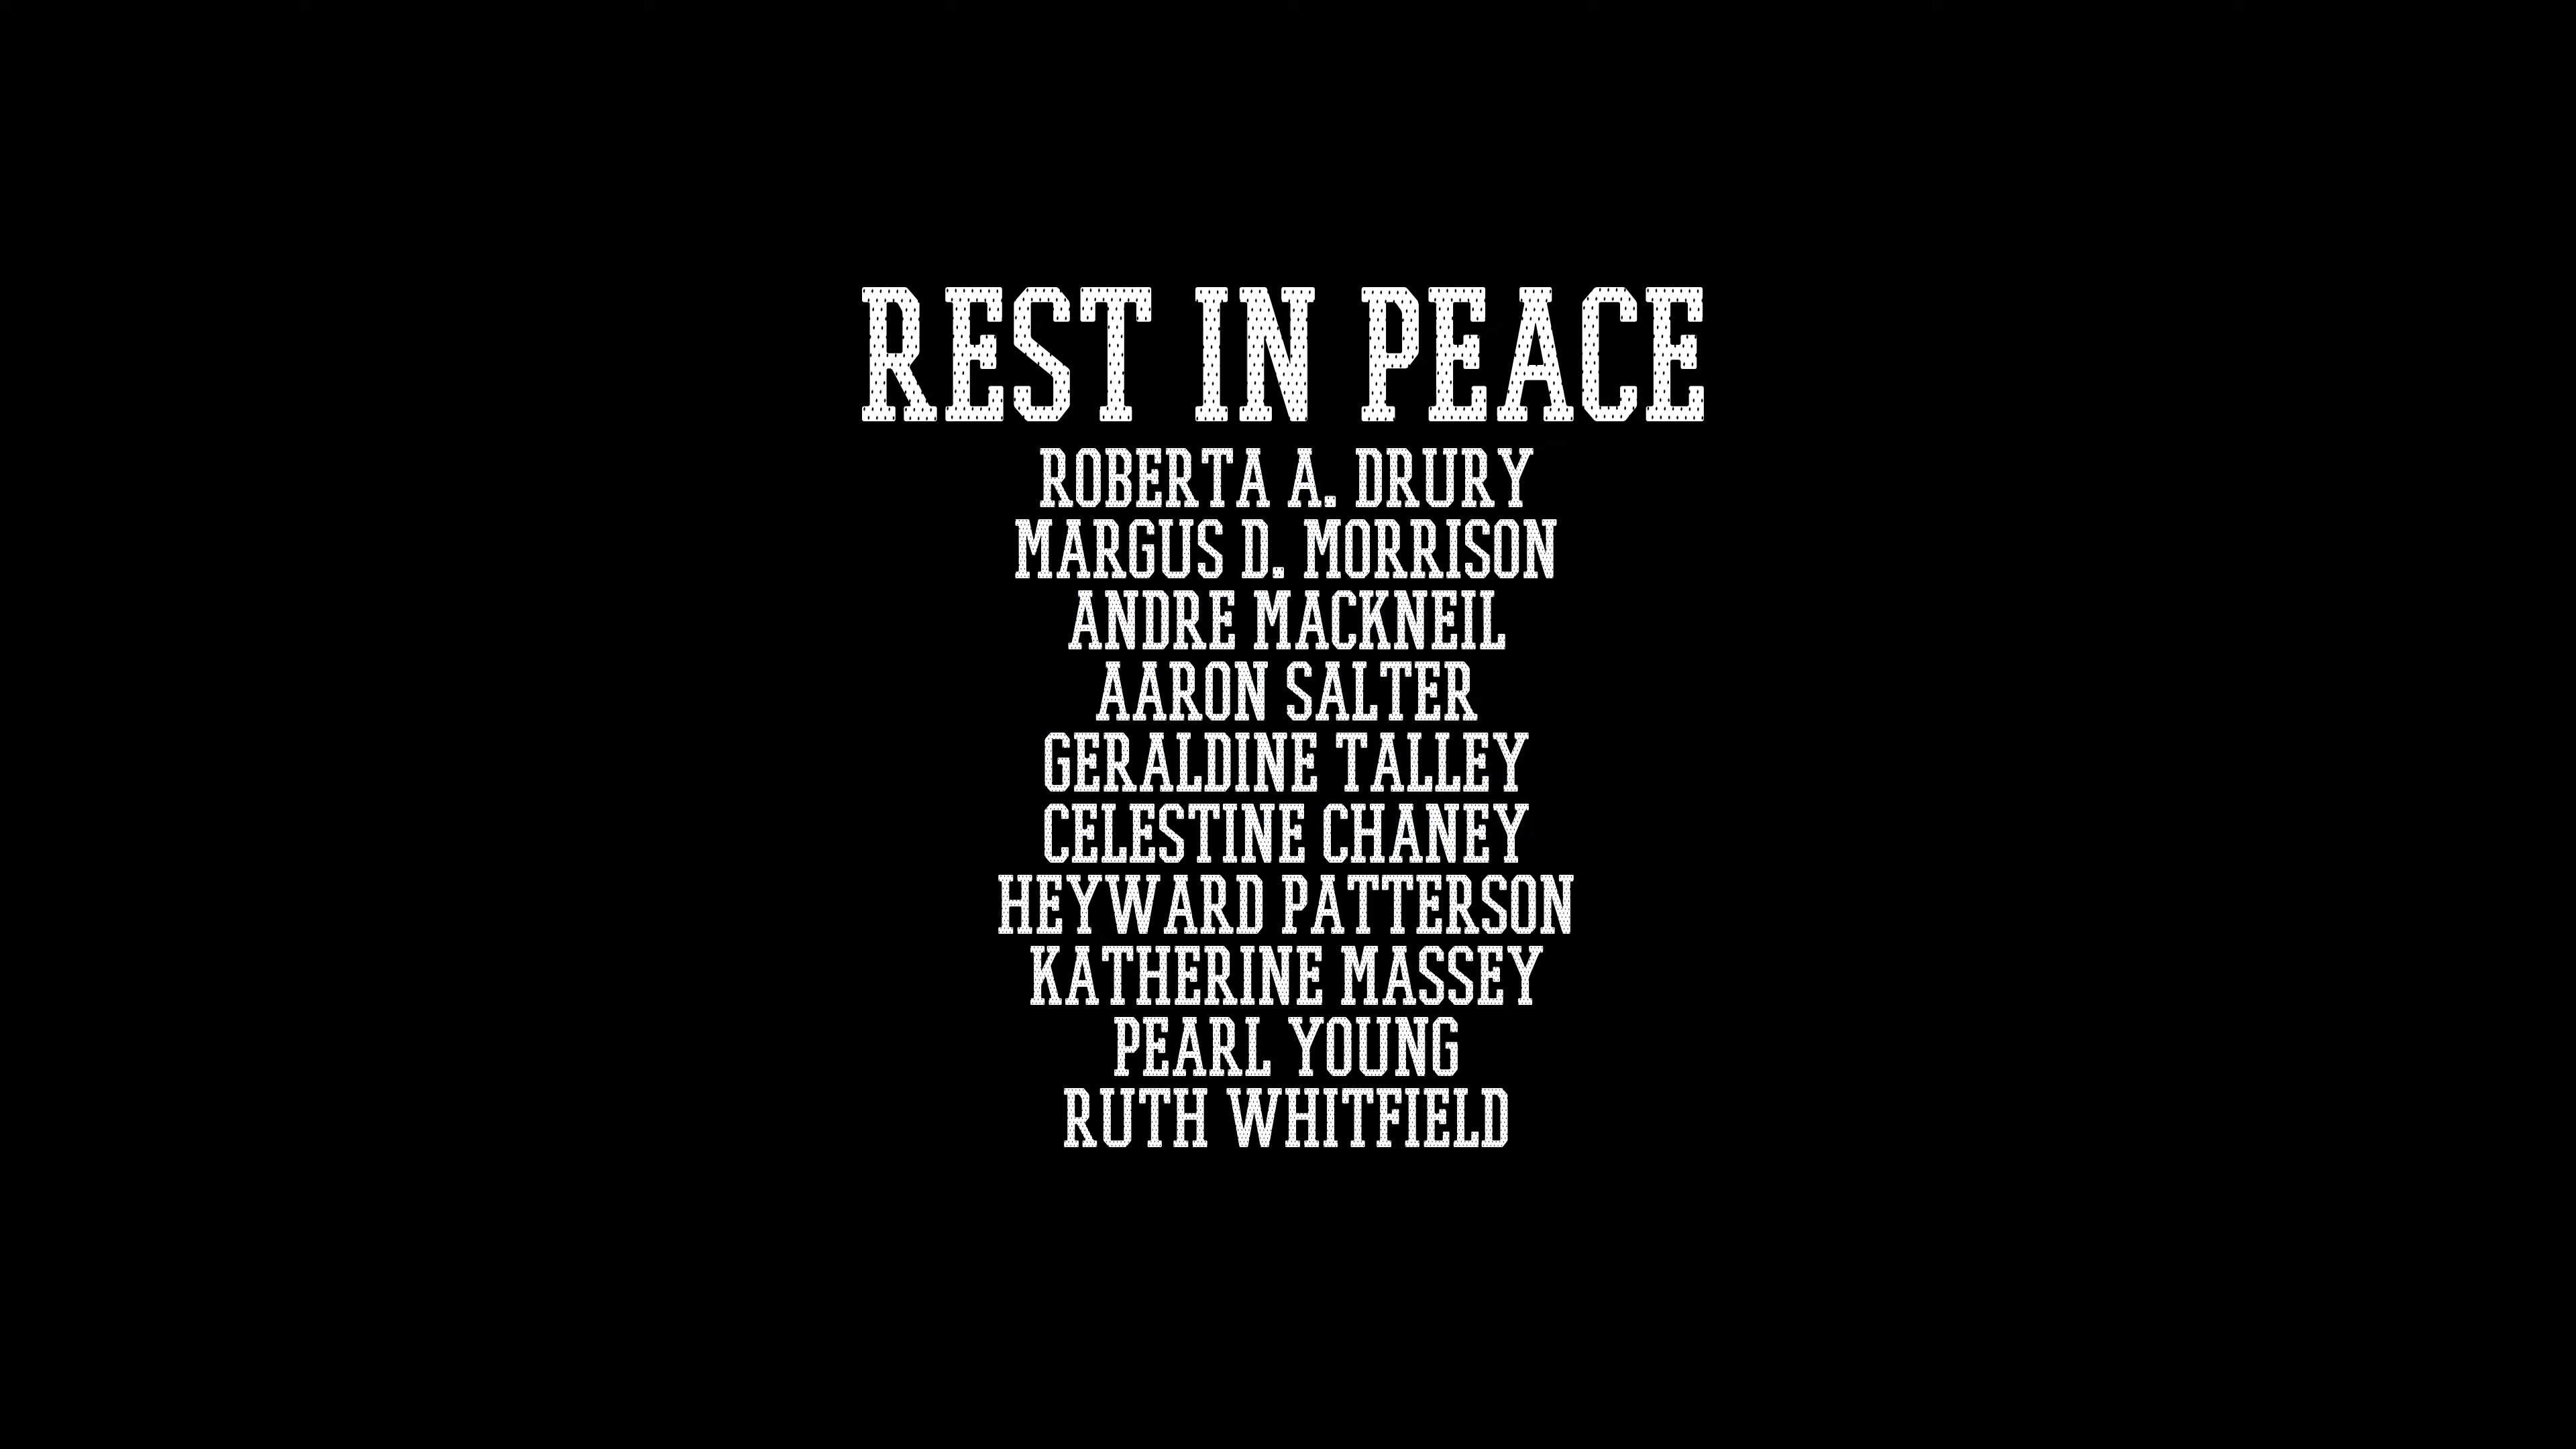 REST IN PEACE
ROBERTA A. DRURY
MARGUS D. MORRISON
ANDRE MACKNEIL
AARON SALTER
GERALDINE TALLEY
CELESTINE CHANEY
HEYWARD PATTERSON
KATHERINE MASSEY
PEARL YOUNG
RUTH WHITFIELD